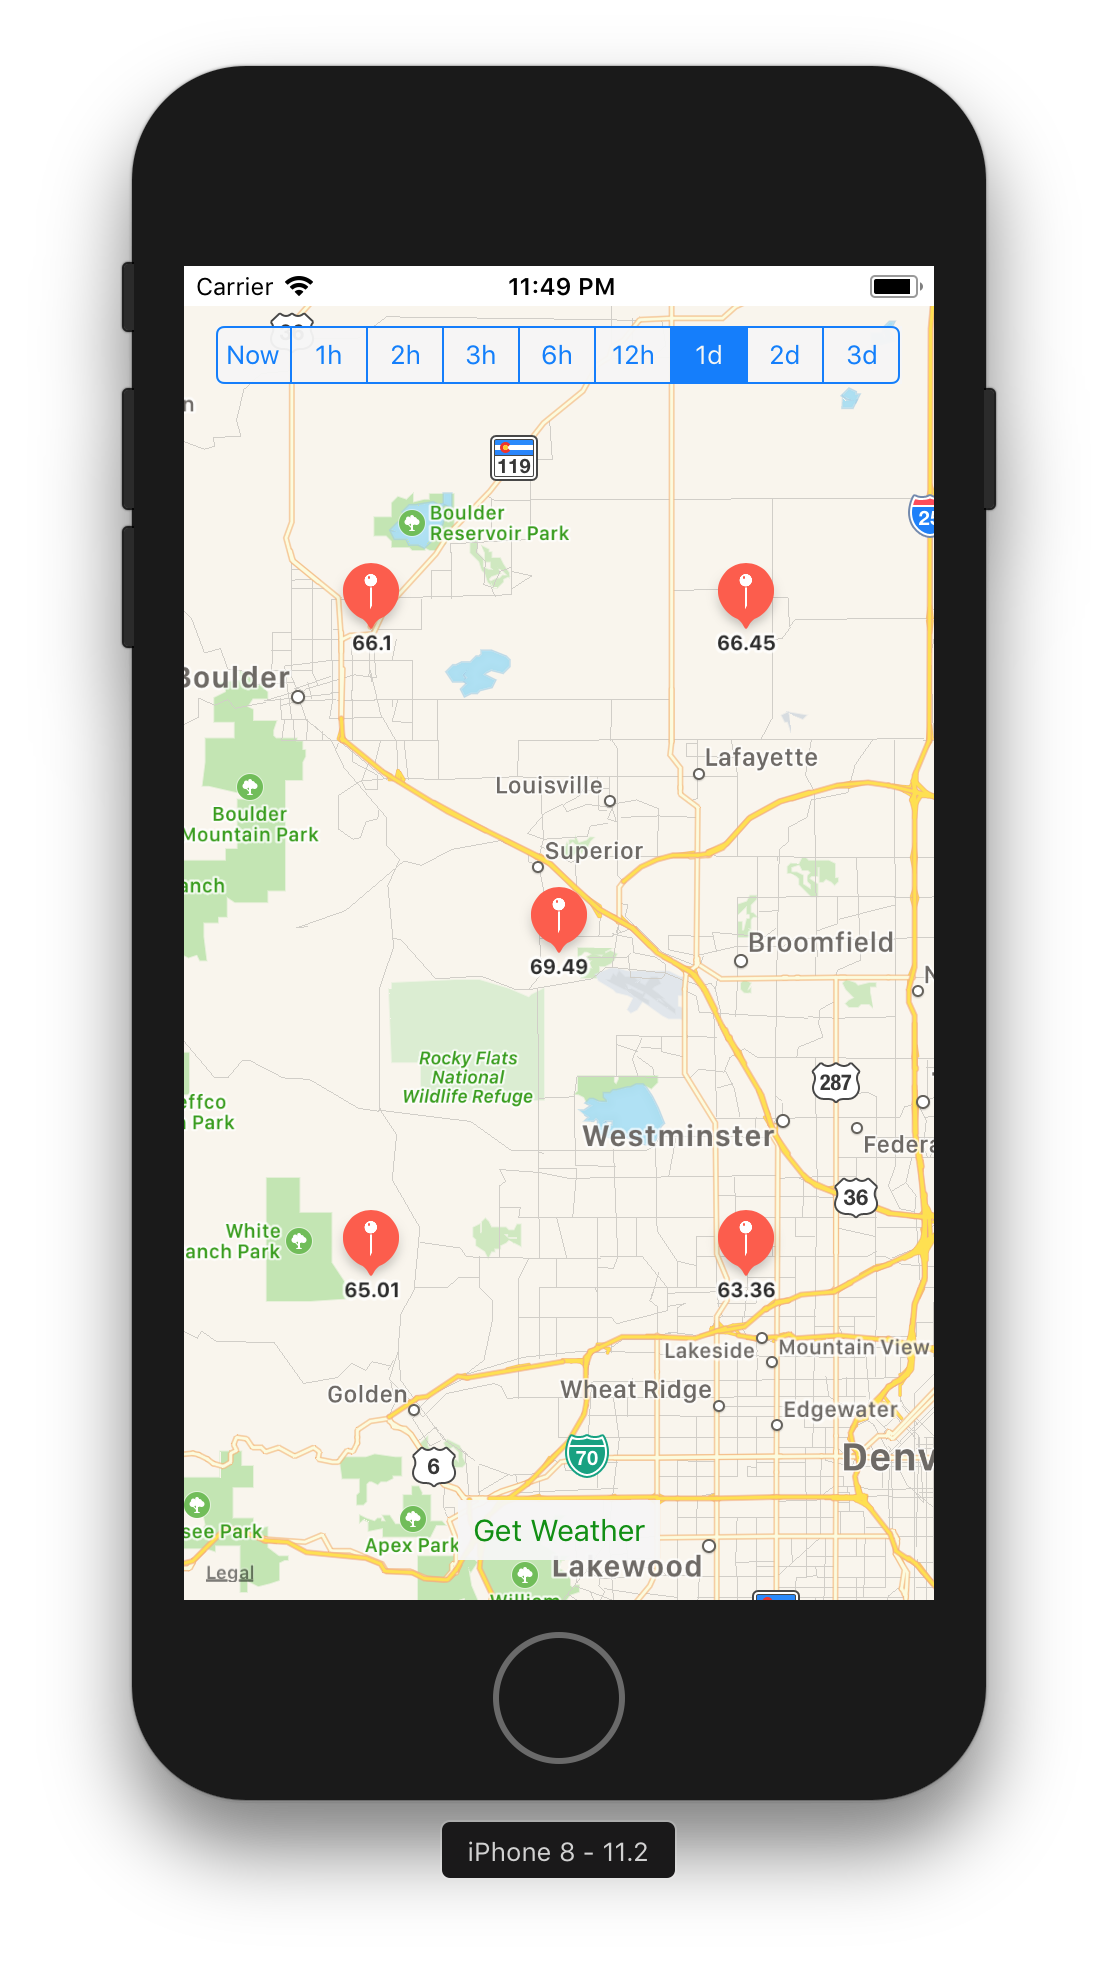 Carrier 11:49 PM
Now 1h 2h 3h 6h 12h 1d 2d 3d
n
119
Boulder
Reservoir Park
25
66.1
66.45
Boulder
Lafayette
Louisville
Boulder
Mountain Park
Superior
anch
Broomfield
69.49
N
Rocky Flats
National
Wildlife Refuge
287
effco
n Park
Westminster
Federa
36
White
anch Park
65.01
63.36
Lakeside
Mountain View
Golden
Wheat Ridge
Edgewater
6
70
Denv
see Park
Apex Park
Get Weather
Lakewood
Legal
William
iPhone 8 - 11.2